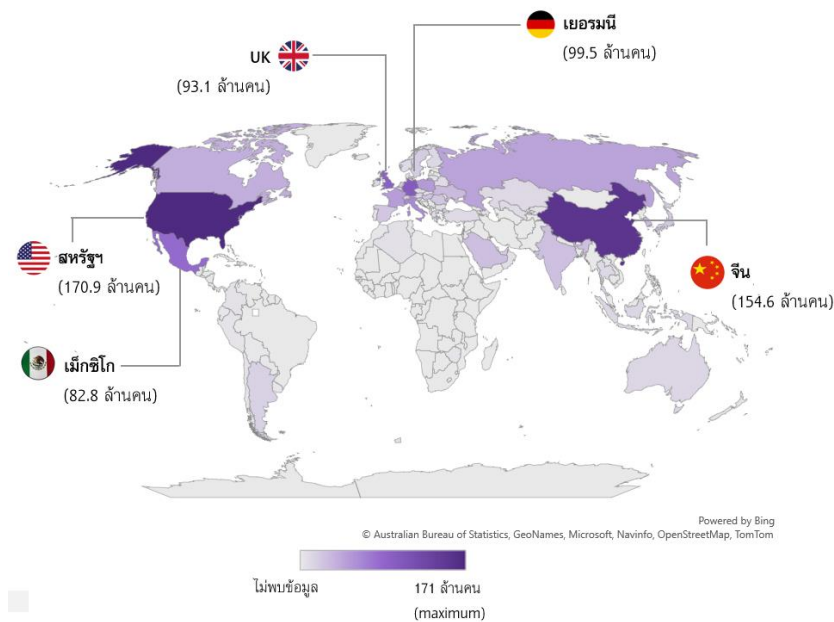 เยอรมนี
(99.5 ล้านคน)
UK
(93.1 ล้านคน)
สหรัฐฯ
(170.9 ล้านคน)
จีน
(154.6 ล้านคน)
เม็กซิโก
(82.8 ล้านคน)
Powered by Bing
© Australian Bureau of Statistics, GeoNames, Microsoft, Navinfo, OpenStreetMap, TomTom
ไม่พบข้อมูล
171 ล้านคน
(maximum)